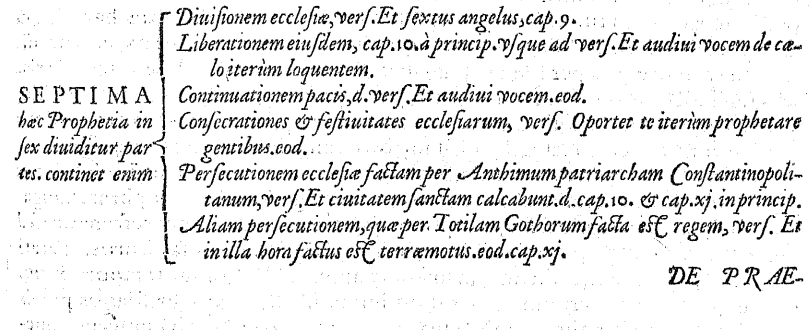 Diuiſionem eccleſiæ, verſ. Et ſextus angelus, cap. 9.
Liberationem eiuſdem, cap. 10. à princip. vſque ad verſ. Et audiui vocem de cæ-
lo iterùm loquentem.
SEPTIMA
hæc Prophetia in
ſex diuiditur par
tes. continet enim
Continuationem pacis, d. verſ. Et audiui vocem. eod.
Conſecrationes & feſtiuitates eccleſiarum, verſ. Oportet te iterùm prophetare
gentibus. eod.
Perſecutionem eccleſiæ factam per Anthimum patriarcham Conſtantinopoli-
tanum, verſ. Et ciuitatem ſanctam calcabunt. d. cap. 10. & cap. xj. in princip.
Aliam perſecutionem, quæ per Totilam Gothorum facta eſt regem, verſ. Et
in illa hora factus eſt terræmotus. eod. cap. xj.
DE PRAE-